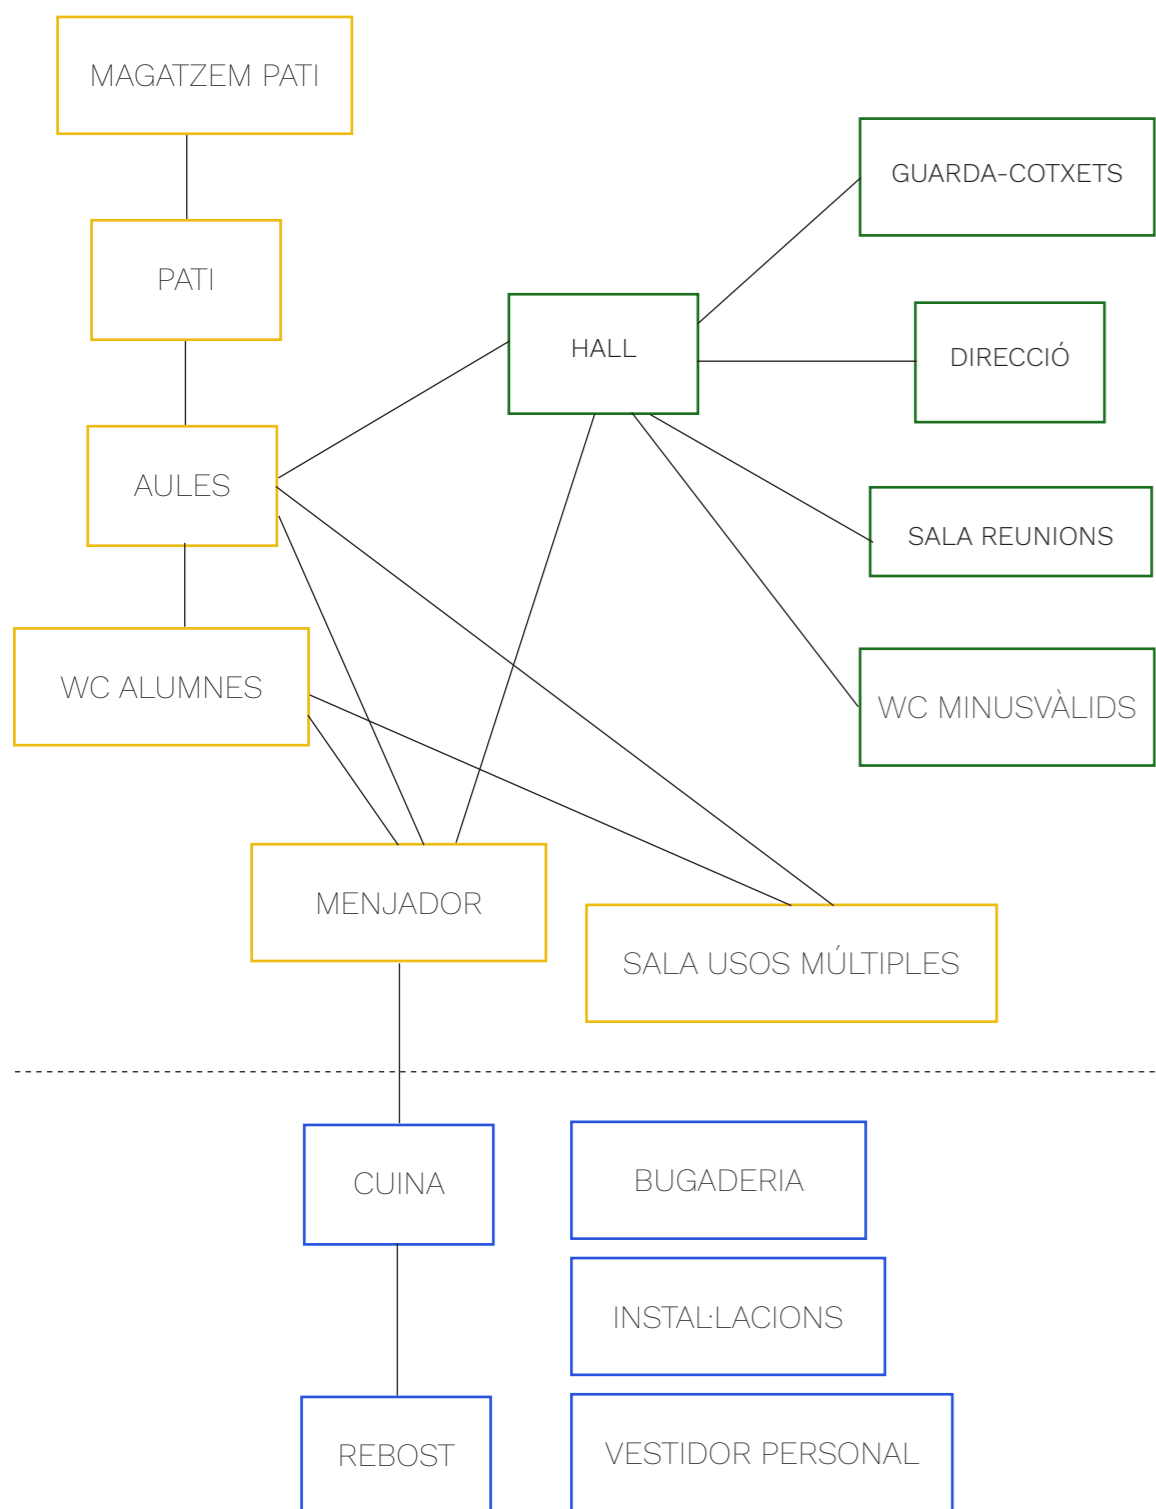 MAGATZEM PATI
GUARDA-COTXETS
PATI
HALL
DIRECCIÓ
AULES
SALA REUNIONS
WC ALUMNES
WC MINUSVÀLIDS
MENJADOR
SALA USOS MÚLTIPLES
CUINA
BUGADERIA
INSTAL·LACIONS
REBOST
VESTIDOR PERSONAL